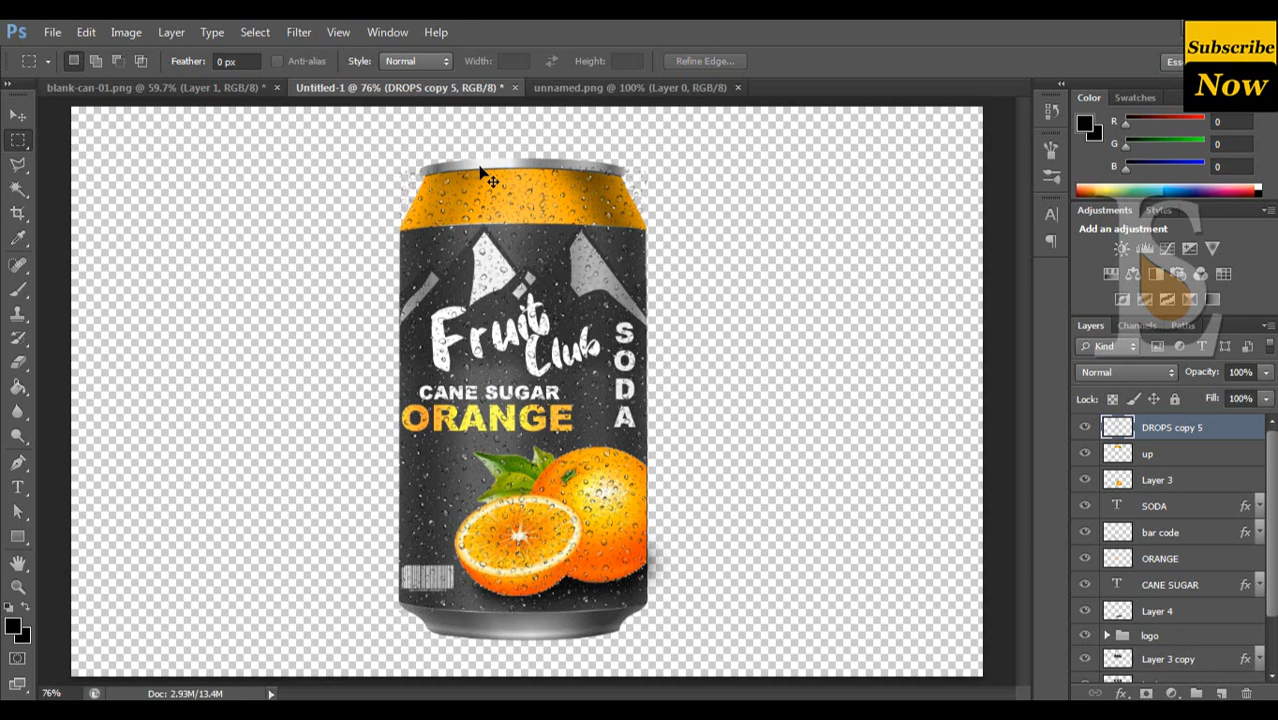 Ps File Edit Image Layer Type Select Filter View Window Help
Subscribe
Now
Feather: 0 px Anti-alias Style: Normal Width: Height: Refine Edge... Esse
blank-can-01.png @ 59.7% (Layer 1, RGB/8) * × Untitled-1 @ 76% (DROPS copy 5, RGB/8) * × unnamed.png @ 100% (Layer 0, RGB/8) ×
Color Swatches
R 0
G 0
B 0
Adjustments Styles
Add an adjustment
Layers Channels Paths
Kind
Normal Opacity: 100%
Lock: Fill: 100%
DROPS copy 5
up
Layer 3
SODA fx
bar code
ORANGE
CANE SUGAR fx
Layer 4
logo
Layer 3 copy fx
Fruit
Club
SODA
CANE SUGAR
ORANGE
76% Doc: 2.93M/13.4M